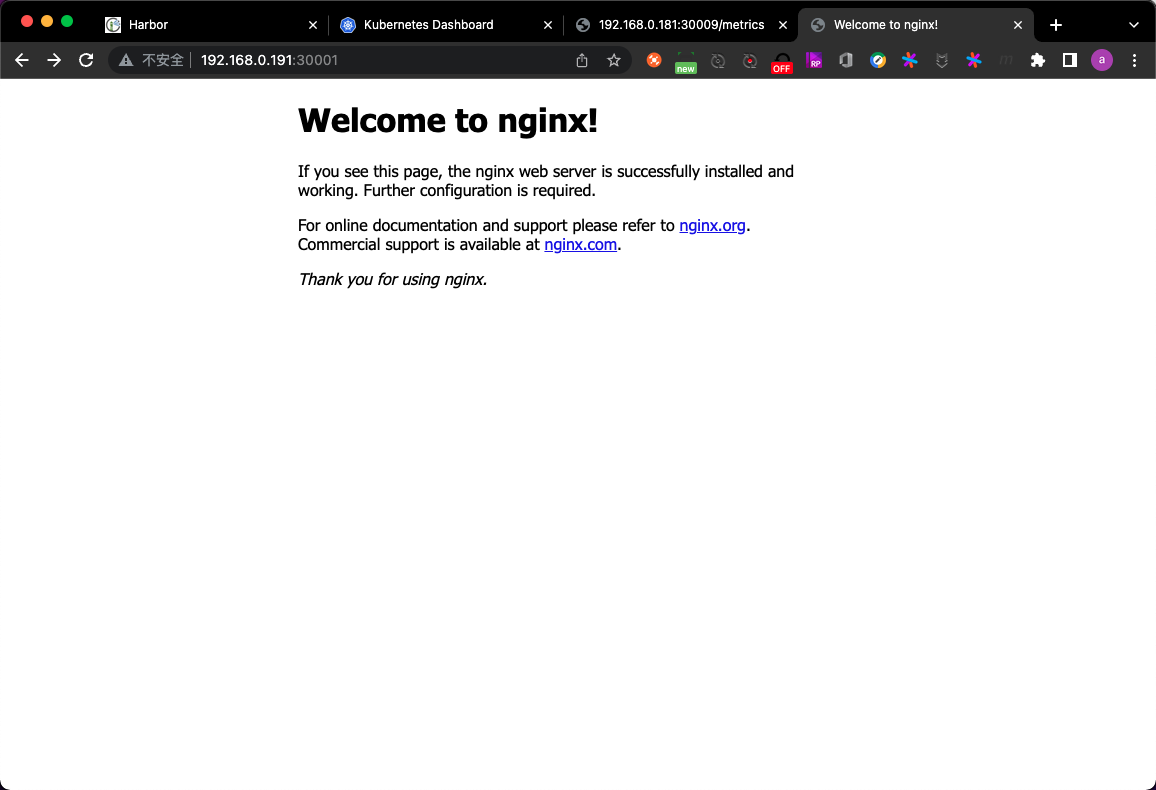 Harbor
Kubernetes Dashboard
192.168.0.181:30009/metrics
Welcome to nginx!
不安全
192.168.0.191:30001
new
OFF
RP
m
a
Welcome to nginx!
If you see this page, the nginx web server is successfully installed and
working. Further configuration is required.
For online documentation and support please refer to nginx.org.
Commercial support is available at nginx.com.
Thank you for using nginx.